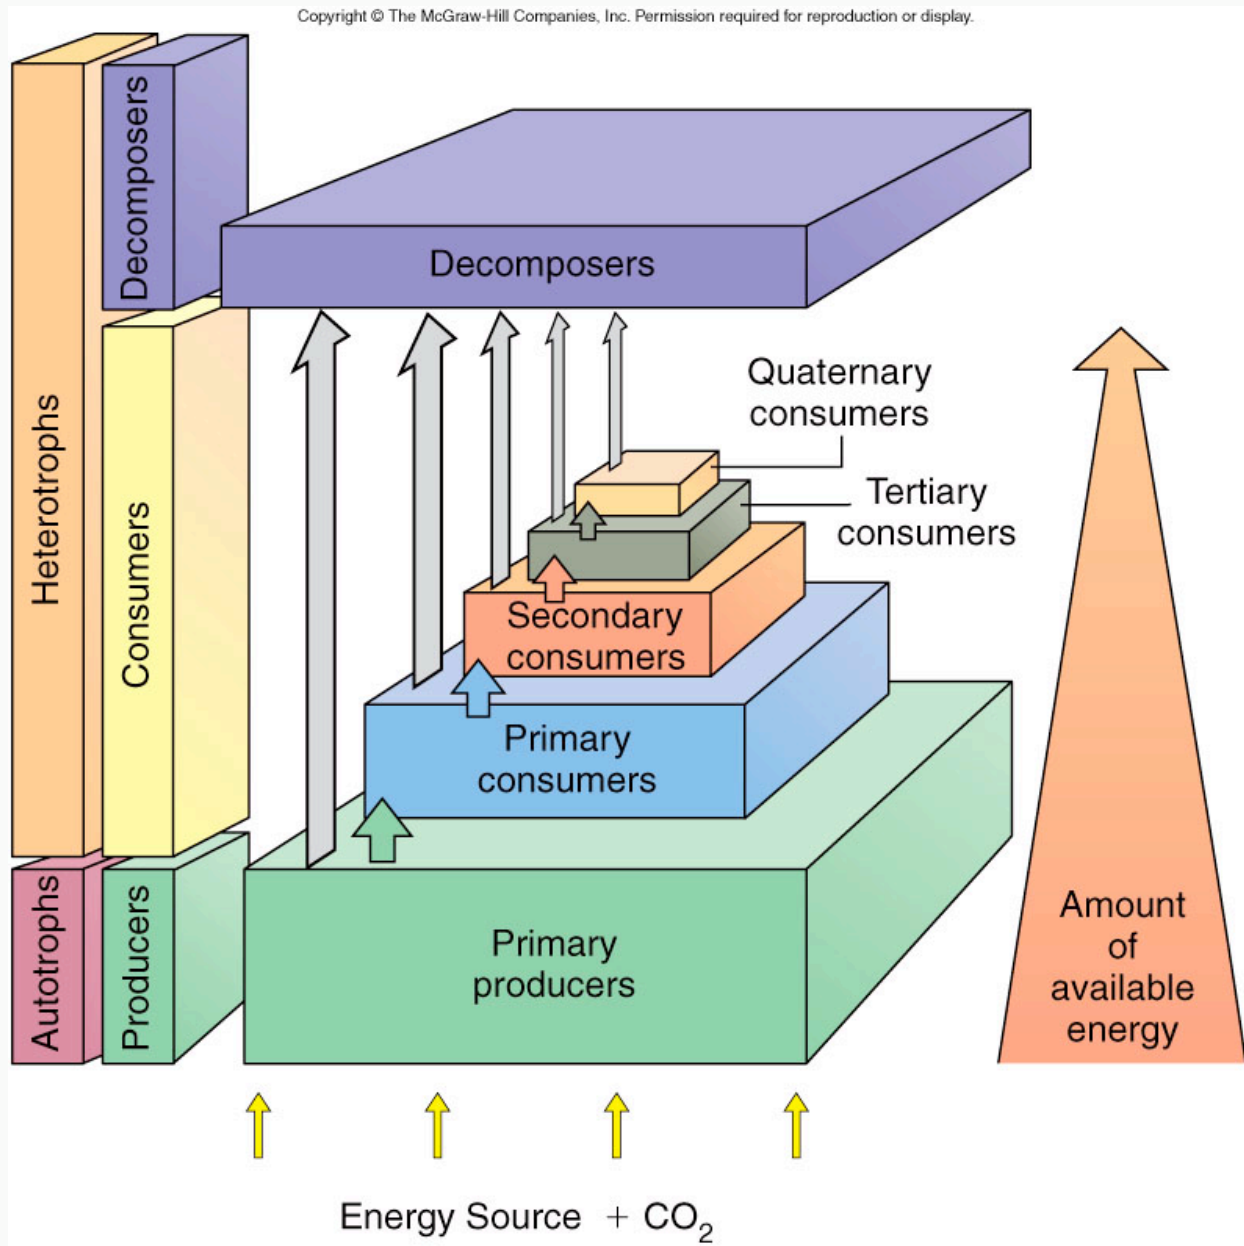 Copyright © The McGraw-Hill Companies, Inc. Permission required for reproduction or display.
Heterotrophs
Autotrophs
Decomposers
Consumers
Producers
Decomposers
Quaternary
consumers
Tertiary
consumers
Secondary
consumers
Primary
consumers
Primary
producers
Amount
of
available
energy
Energy Source + CO₂